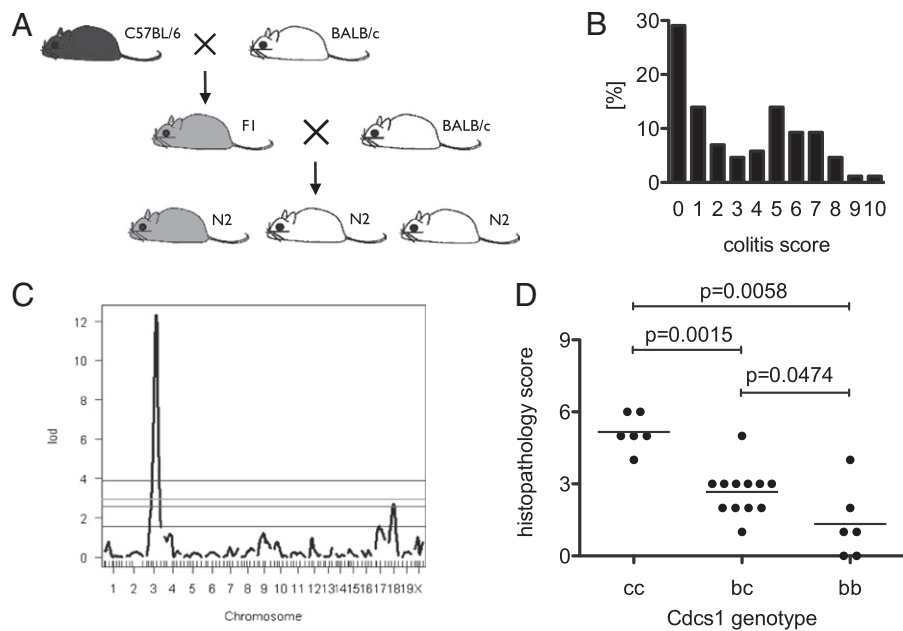 A
C57BL/6
BALB/c
F1
BALB/c
N2
N2
N2
B
[%]
30
20
10
0
0 1 2 3 4 5 6 7 8 9 10
colitis score
C
lod
12
10
8
6
4
2
0
1 2 3 4 5 6 7 8 9 10 11 12 13 14 15 16 17 18 19 X
Chromosome
D
p=0.0058
p=0.0015
p=0.0474
histopathology score
9
6
3
0
cc bc bb
Cdcs1 genotype